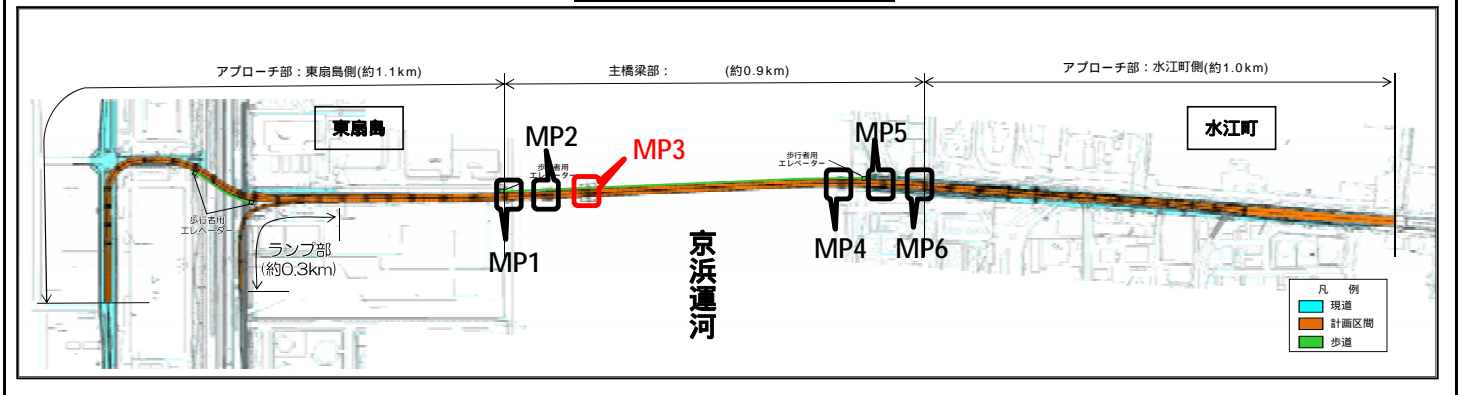 アプローチ部：東扇島側(約1.1km)
主橋梁部：　(約0.9km)
アプローチ部：水江町側(約1.0km)
東扇島
水江町
MP2
MP3
MP5
歩行者用
エレベーター
歩行者用
エレベーター
歩行者用
エレベーター
ランプ部
(約0.3km)
MP1
MP4
MP6
京浜運河
凡　例
現道
計画区間
歩道